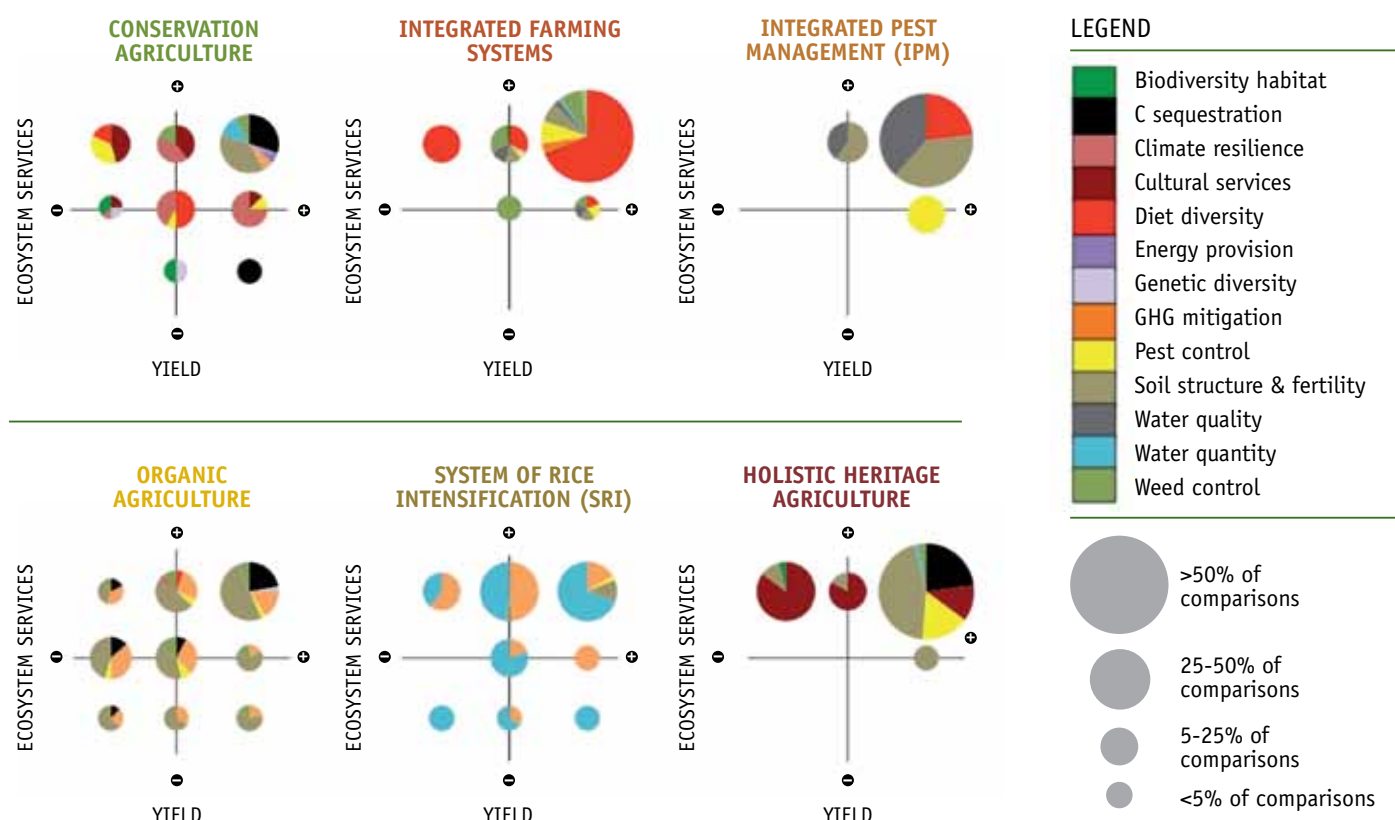 CONSERVATION
AGRICULTURE
ECOSYSTEM SERVICES
YIELD
INTEGRATED FARMING
SYSTEMS
ECOSYSTEM SERVICES
YIELD
INTEGRATED PEST
MANAGEMENT (IPM)
ECOSYSTEM SERVICES
YIELD
ORGANIC
AGRICULTURE
ECOSYSTEM SERVICES
YIELD
SYSTEM OF RICE
INTENSIFICATION (SRI)
ECOSYSTEM SERVICES
YIELD
HOLISTIC HERITAGE
AGRICULTURE
ECOSYSTEM SERVICES
YIELD
LEGEND
Biodiversity habitat
C sequestration
Climate resilience
Cultural services
Diet diversity
Energy provision
Genetic diversity
GHG mitigation
Pest control
Soil structure & fertility
Water quality
Water quantity
Weed control
>50% of
comparisons
25-50% of
comparisons
5-25% of
comparisons
<5% of comparisons